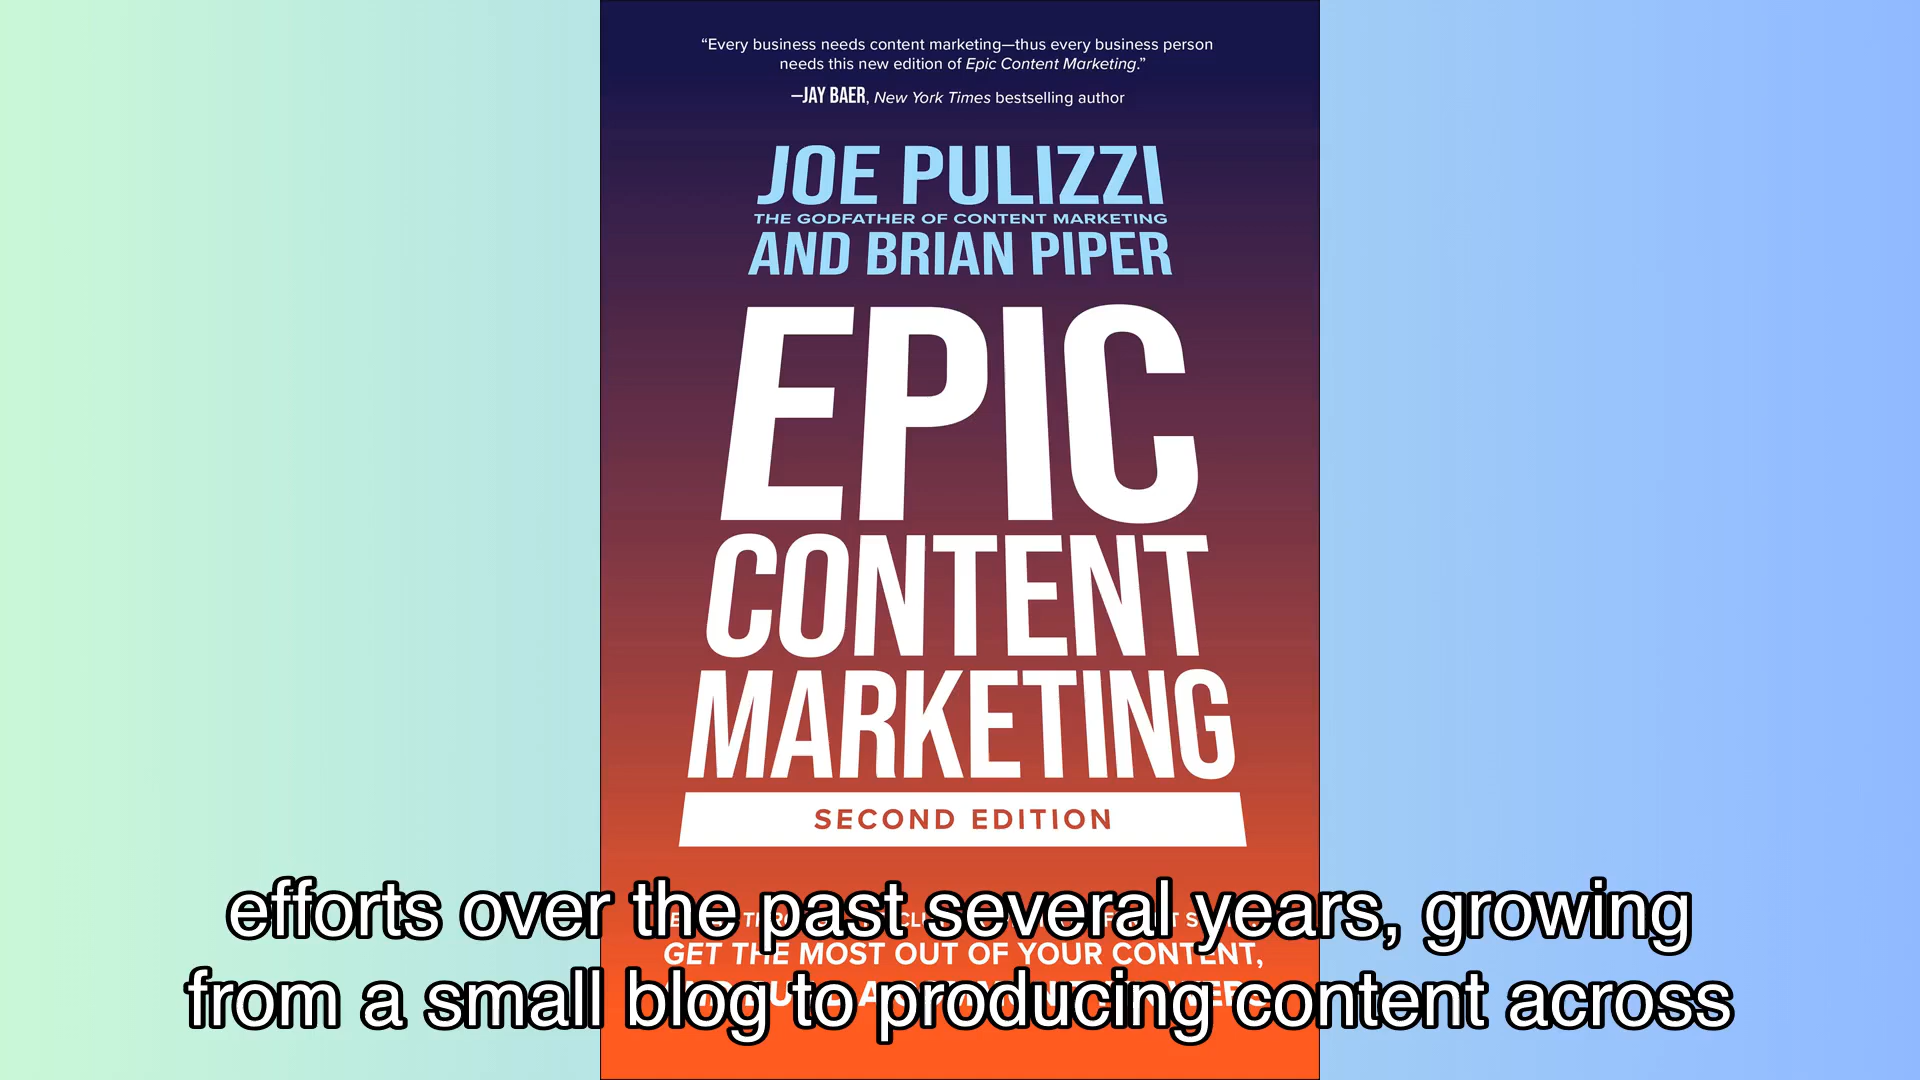 “Every business needs content marketing—thus every business person
needs this new edition of Epic Content Marketing.”
—JAY BAER, New York Times bestselling author
JOE PULIZZI
THE GODFATHER OF CONTENT MARKETING
AND BRIAN PIPER
EPIC
CONTENT
MARKETING
SECOND EDITION
efforts over the past several years, growing
GET THE MOST OUT OF YOUR CONTENT,
from a small blog to producing content across